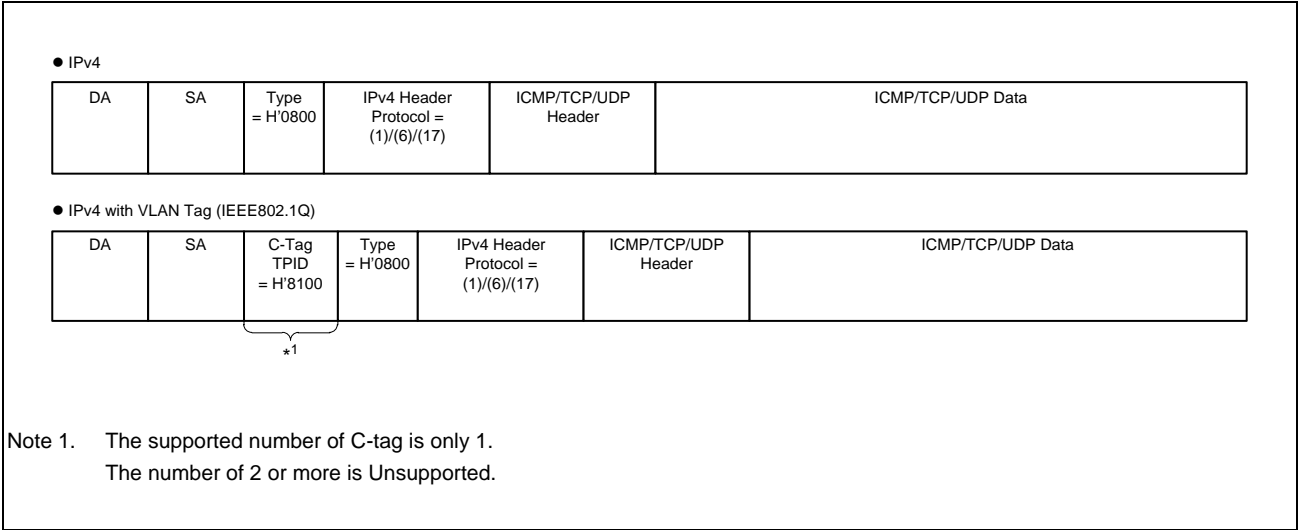 ● IPv4
DA
SA
Type
= H'0800
IPv4 Header
Protocol =
(1)/(6)/(17)
ICMP/TCP/UDP
Header
ICMP/TCP/UDP Data
● IPv4 with VLAN Tag (IEEE802.1Q)
DA
SA
C-Tag
TPID
= H'8100
Type
= H'0800
IPv4 Header
Protocol =
(1)/(6)/(17)
ICMP/TCP/UDP
Header
ICMP/TCP/UDP Data
*1
Note 1. The supported number of C-tag is only 1.
The number of 2 or more is Unsupported.